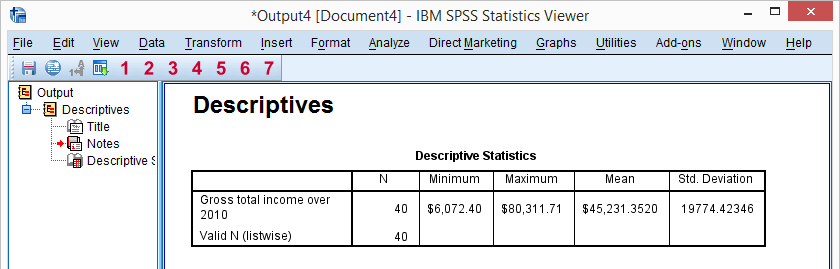 *Output4 [Document4] - IBM SPSS Statistics Viewer
File Edit View Data Transform Insert Format Analyze Direct Marketing Graphs Utilities Add-ons Window Help
1 2 3 4 5 6 7
Output
Descriptives
Title
Notes
Descriptive S
Descriptives
Descriptive Statistics
N Minimum Maximum Mean Std. Deviation
Gross total income over
2010 40 $6,072.40 $80,311.71 $45,231.3520 19774.42346
Valid N (listwise) 40